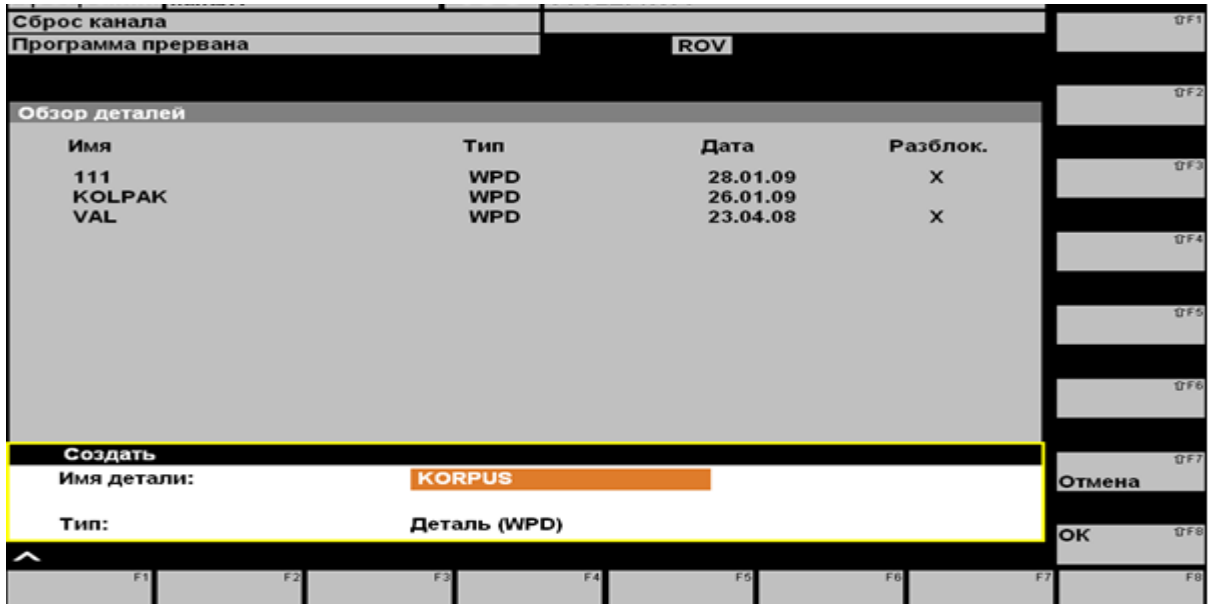 Сброс канала
Программа прервана ROV
Обзор деталей
Имя Тип Дата Разблок.
111 WPD 28.01.09 X
KOLPAK WPD 26.01.09
VAL WPD 23.04.08 X
Создать
Имя детали: KORPUS
Тип: Деталь (WPD)
⇧F1
⇧F2
⇧F3
⇧F4
⇧F5
⇧F6
⇧F7
Отмена
OK ⇧F8
F1 F2 F3 F4 F5 F6 F7 F8